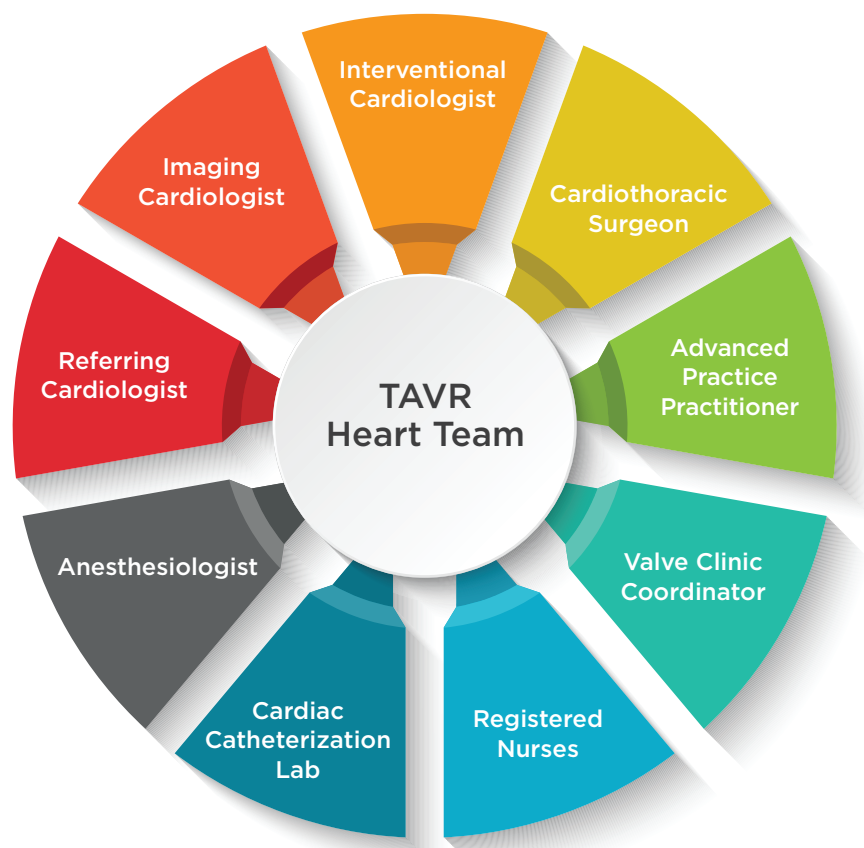 Interventional
Cardiologist
Cardiothoracic
Surgeon
Advanced
Practice
Practitioner
Valve Clinic
Coordinator
Registered
Nurses
Cardiac
Catheterization
Lab
Anesthesiologist
Referring
Cardiologist
Imaging
Cardiologist
TAVR
Heart Team